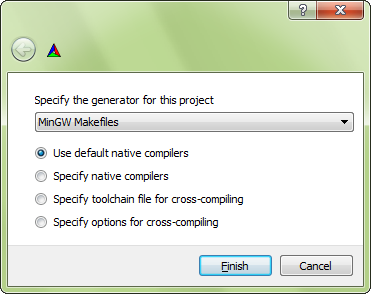 Specify the generator for this project
MinGW Makefiles
Use default native compilers
Specify native compilers
Specify toolchain file for cross-compiling
Specify options for cross-compiling
Finish
Cancel